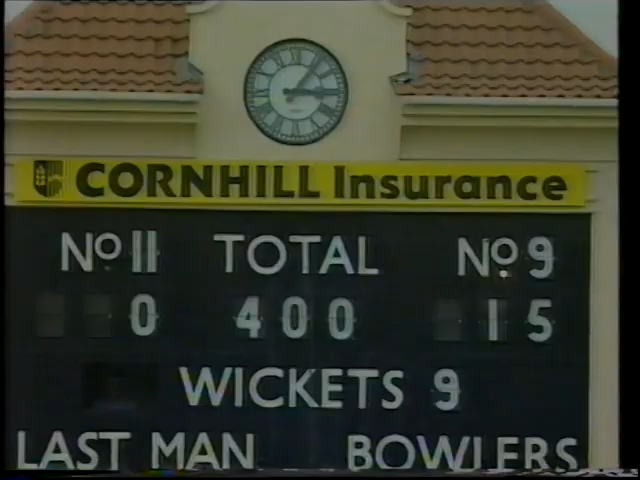 CORNHILL Insurance
No 11 TOTAL No. 9
0 400 15
WICKETS 9
LAST MAN BOWLERS